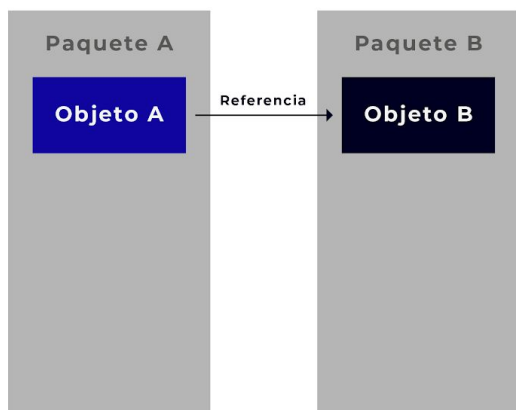 Paquete A
Paquete B
Objeto A
Referencia
Objeto B